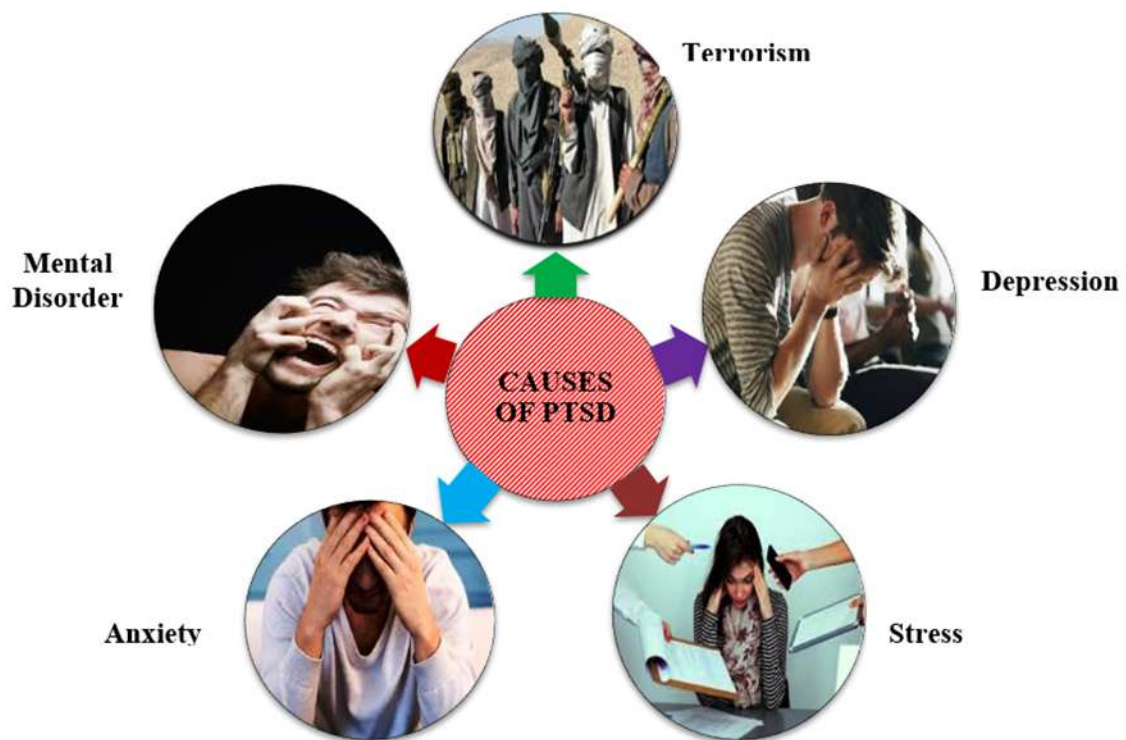 Terrorism
Mental
Disorder
Depression
CAUSES
OF PTSD
Anxiety
Stress